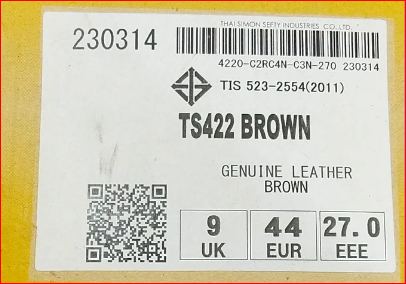 THAI SIMON SEFTY INDUSTRIES CO., LTD.
230314
4220-C2RC4N-C3N-270 230314
TIS 523-2554(2011)
TS422 BROWN
GENUINE LEATHER
BROWN
9 44 27.0
UK EUR EEE